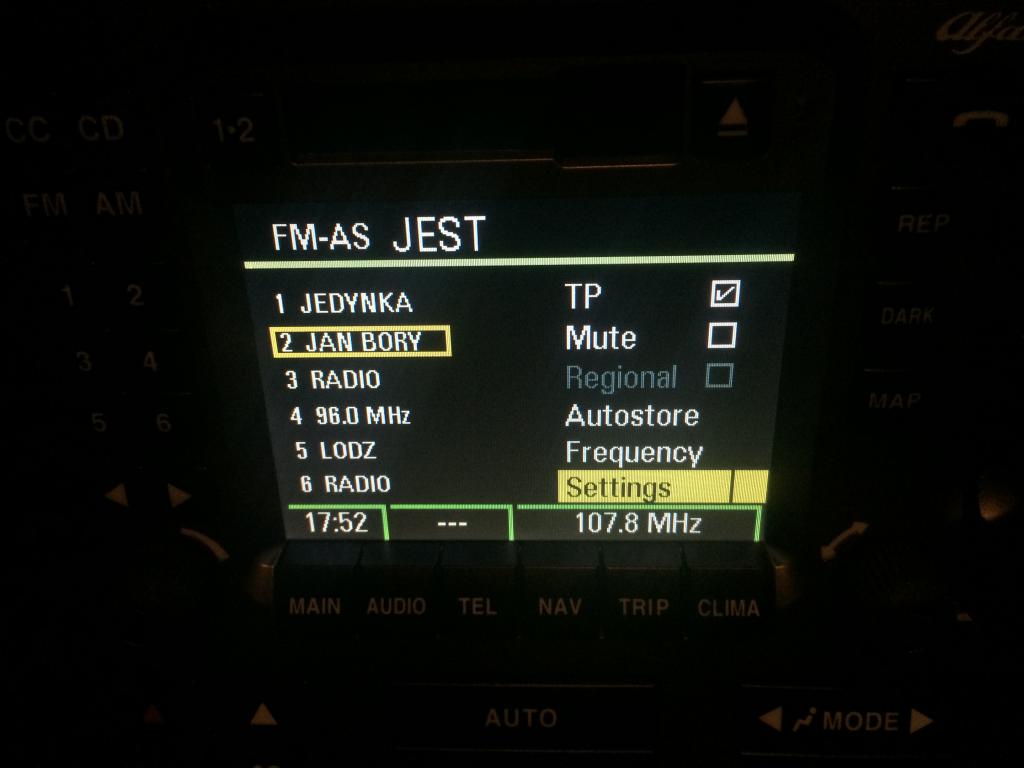 Alfa
CC CD
1•2
FM AM
REP
FM-AS JEST
1 2
1 JEDYNKA
TP
DARK
2 JAN BORY
Mute
3 4
3 RADIO
Regional
MAP
4 96.0 MHz
Autostore
5 6
5 LODZ
Frequency
6 RADIO
Settings
17:52 --- 107.8 MHz
MAIN AUDIO TEL NAV TRIP CLIMA
AUTO
MODE